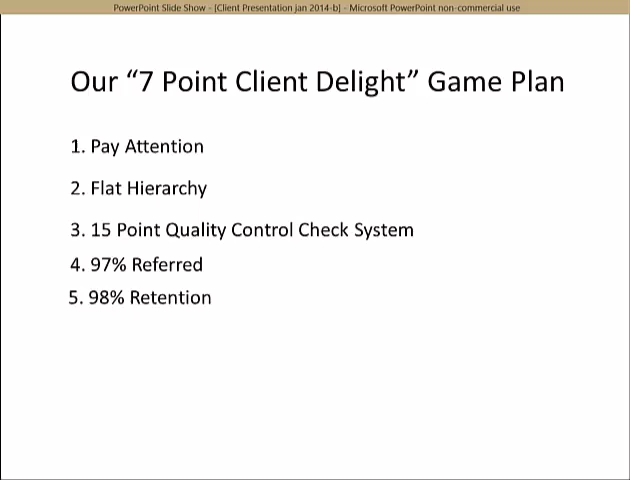 PowerPoint Slide Show - [Client Presentation jan 2014-b] - Microsoft PowerPoint non-commercial use
Our “7 Point Client Delight” Game Plan
1. Pay Attention
2. Flat Hierarchy
3. 15 Point Quality Control Check System
4. 97% Referred
5. 98% Retention